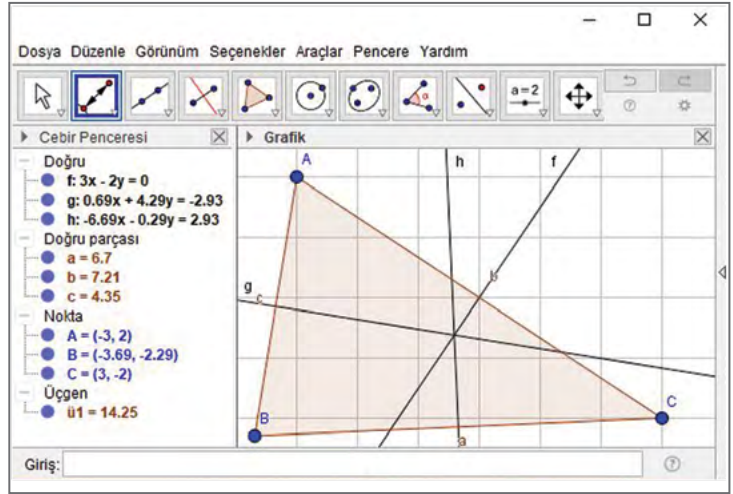 Dosya Düzenle Görünüm Seçenekler Araçlar Pencere Yardım
a=2
α
Cebir Penceresi
Grafik
Doğru
f: 3x - 2y = 0
g: 0.69x + 4.29y = -2.93
h: -6.69x - 0.29y = 2.93
Doğru parçası
a = 6.7
b = 7.21
c = 4.35
Nokta
A = (-3, 2)
B = (-3.69, -2.29)
C = (3, -2)
Üçgen
ü1 = 14.25
A
h
f
b
g
c
C
B
a
Giriş: